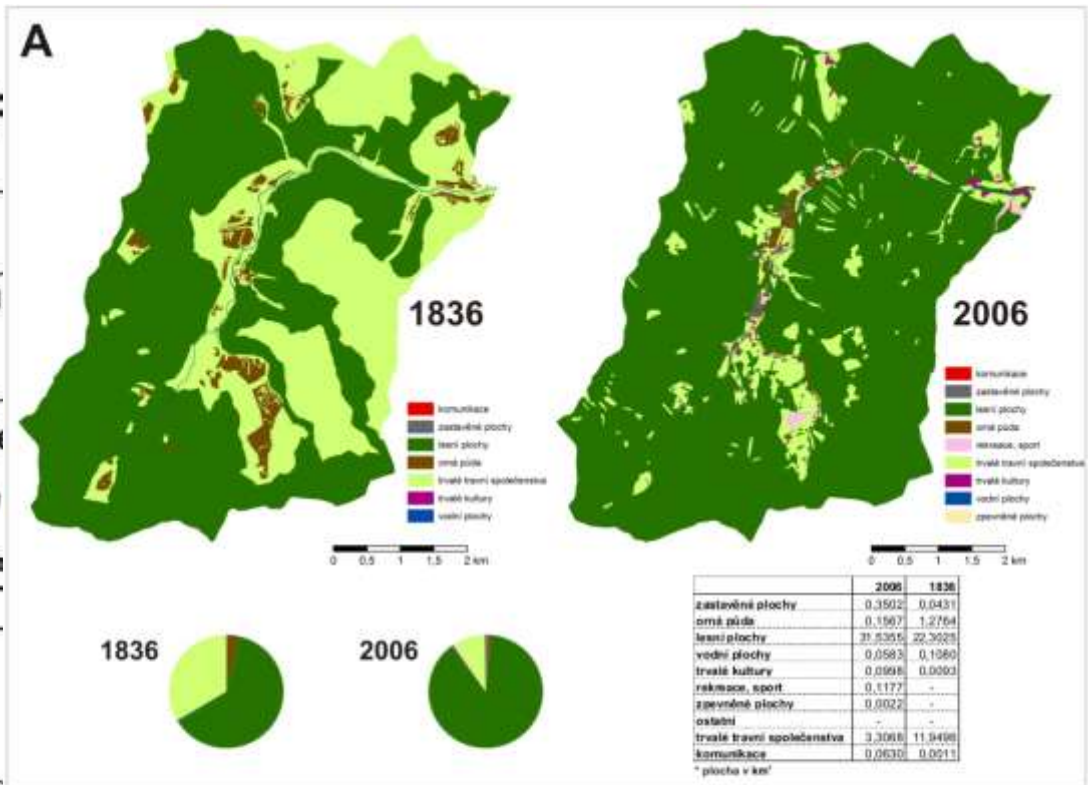 A
1836
2006
komunikace
zastavěné plochy
lesní plochy
orná půda
trvalé travní společenstva
trvalé kultury
vodní plochy
0 0,5 1 1,5 2 km
komunikace
zastavěné plochy
lesní plochy
orná půda
rekreace, sport
trvalé travní společenstva
trvalé kultury
vodní plochy
zpevněné plochy
0 0,5 1 1,5 2 km
1836
2006
2006 1836
zastavěné plochy 0,3502 0,0431
orná půda 0,1567 1,2764
lesní plochy 31,5355 22,3025
vodní plochy 0,0583 0,1080
trvalé kultury 0,0998 0,0093
rekreace, sport 0,1177 -
zpevněné plochy 0,0022 -
ostatní - -
trvalé travní společenstva 3,3068 11,9498
komunikace 0,0630 0,0011
* plocha v km²